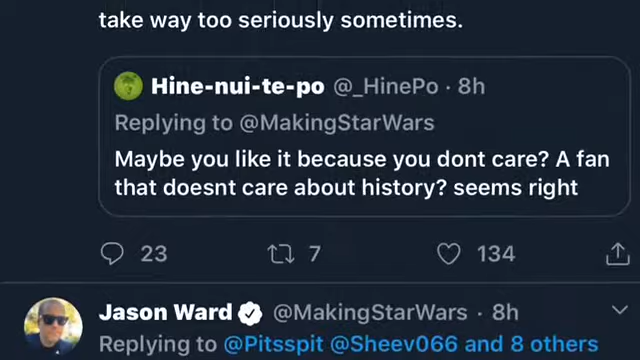 take way too seriously sometimes.
Hine-nui-te-po @_HinePo · 8h
Replying to @MakingStarWars
Maybe you like it because you dont care? A fan
that doesnt care about history? seems right
23 7 134
Jason Ward @MakingStarWars · 8h
Replying to @Pitsspit @Sheev066 and 8 others